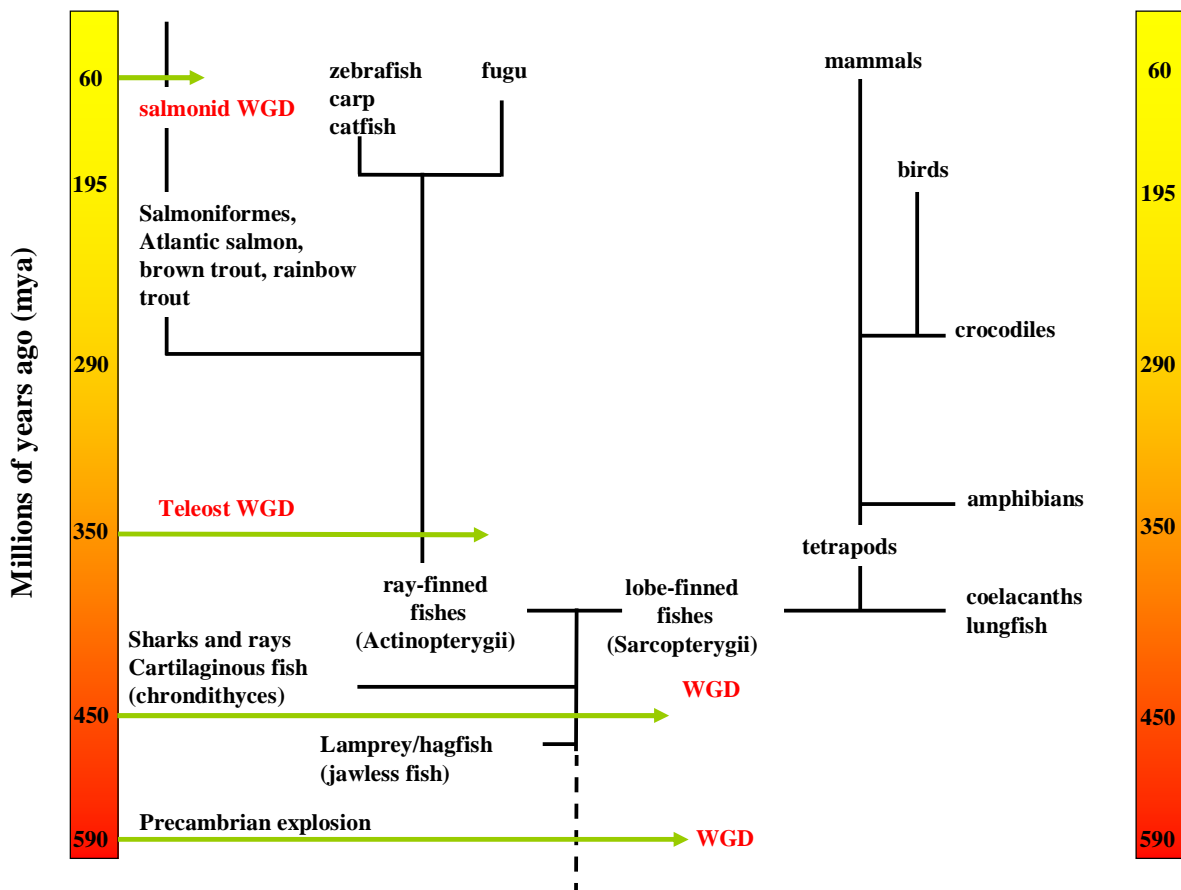 Millions of years ago (mya)
60
195
290
350
450
590
salmonid WGD
Salmoniformes,
Atlantic salmon,
brown trout, rainbow
trout
zebrafish
carp
catfish
fugu
mammals
birds
crocodiles
amphibians
tetrapods
coelacanths
lungfish
Teleost WGD
ray-finned
fishes
(Actinopterygii)
lobe-finned
fishes
(Sarcopterygii)
Sharks and rays
Cartilaginous fish
(chrondithyces)
WGD
Lamprey/hagfish
(jawless fish)
Precambrian explosion
WGD
60
195
290
350
450
590